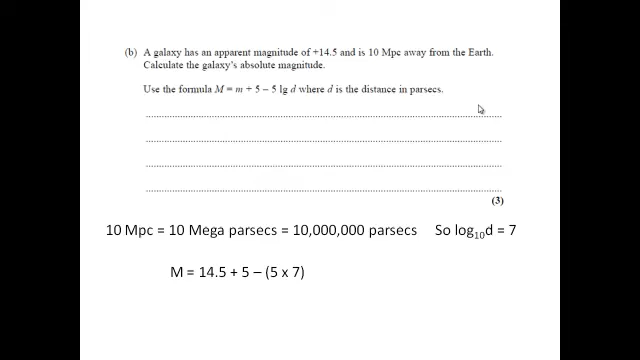 (b) A galaxy has an apparent magnitude of +14.5 and is 10 Mpc away from the Earth.
Calculate the galaxy's absolute magnitude.
Use the formula M = m + 5 – 5 lg d where d is the distance in parsecs.
(3)
10 Mpc = 10 Mega parsecs = 10,000,000 parsecs So log₁₀d = 7
M = 14.5 + 5 – (5 x 7)